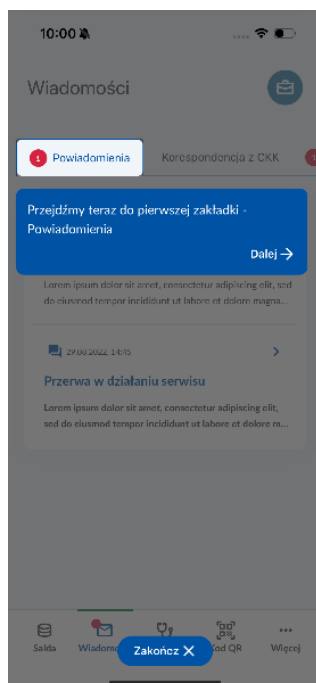 10:00
Wiadomości
1 Powiadomienia
Korespondencja z CKK
Przejdźmy teraz do pierwszej zakładki -
Powiadomienia
Dalej →
Lorem ipsum dolor sit amet, consectetur adipiscing elit, sed
do eiusmod tempor incididunt ut labore et dolore magna...
29.08.2022, 14:45
Przerwa w działaniu serwisu
Lorem ipsum dolor sit amet, consectetur adipiscing elit,
sed do eiusmod tempor incididunt ut labore et dolore m...
Salda
Wiadomo
Kod QR
Więcej
Zakończ ×